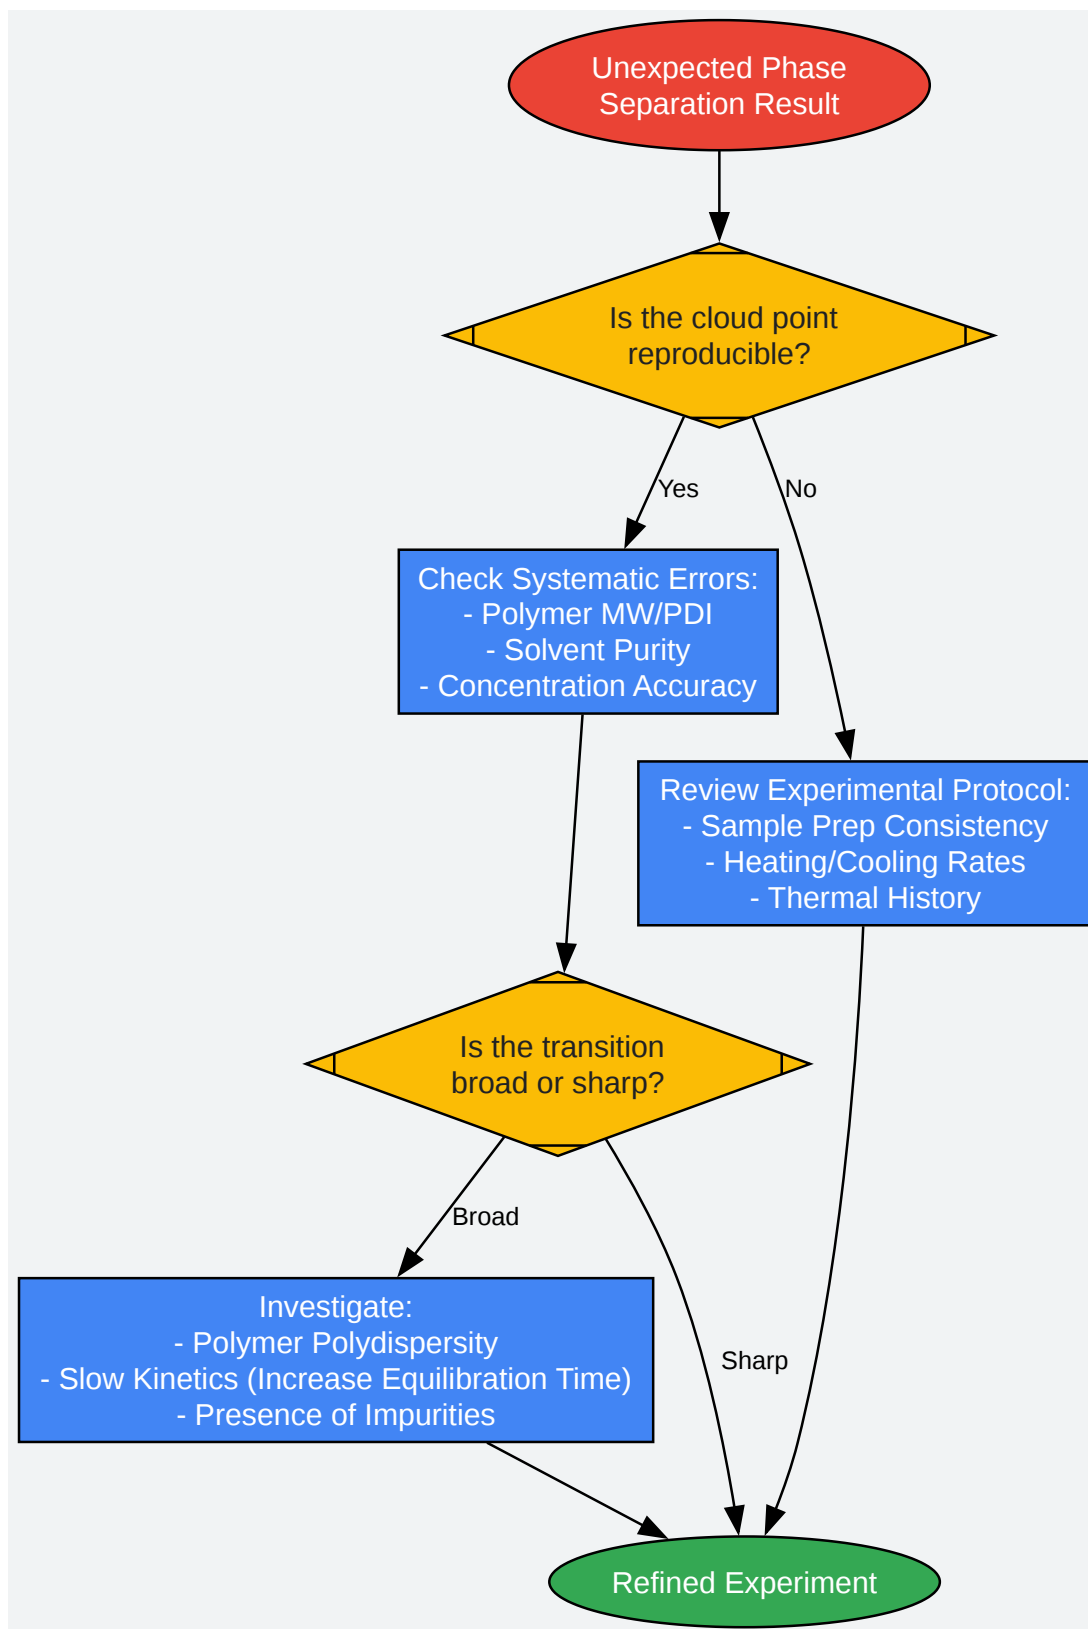 Unexpected Phase
Separation Result
Is the cloud point
reproducible?
Yes
No
Check Systematic Errors:
- Polymer MW/PDI
- Solvent Purity
- Concentration Accuracy
Review Experimental Protocol:
- Sample Prep Consistency
- Heating/Cooling Rates
- Thermal History
Is the transition
broad or sharp?
Broad
Sharp
Investigate:
- Polymer Polydispersity
- Slow Kinetics (Increase Equilibration Time)
- Presence of Impurities
Refined Experiment